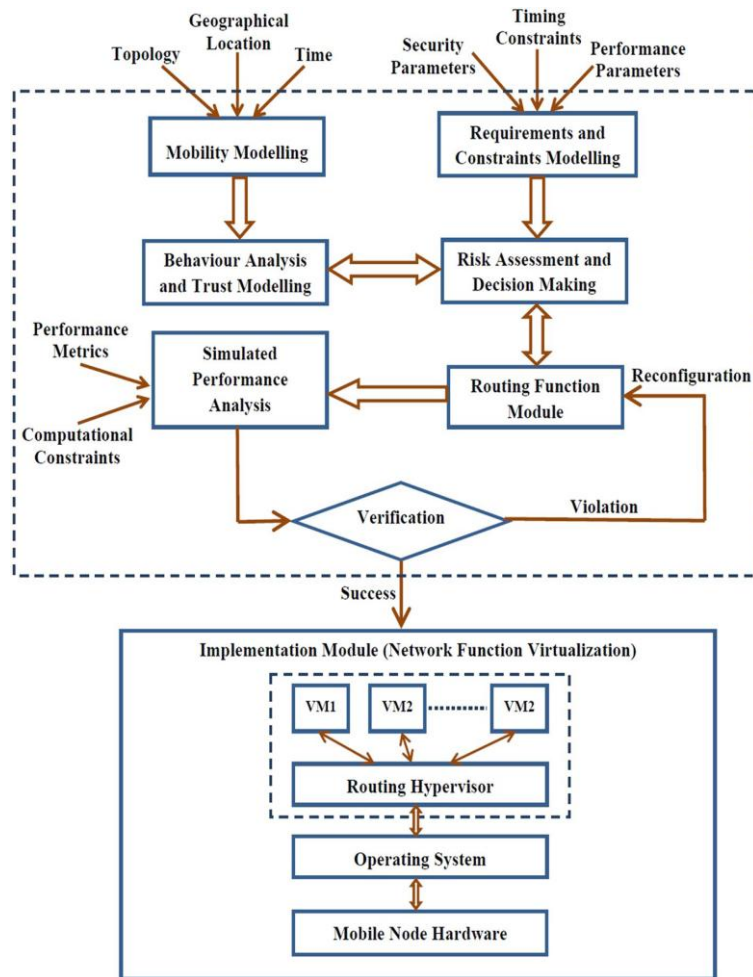 Geographical
Location
Topology
Time
Timing
Constraints
Security
Parameters
Performance
Parameters
Mobility Modelling
Requirements and
Constraints Modelling
Behaviour Analysis
and Trust Modelling
Risk Assessment and
Decision Making
Performance
Metrics
Computational
Constraints
Simulated
Performance
Analysis
Routing Function
Module
Reconfiguration
Verification
Violation
Success
Implementation Module (Network Function Virtualization)
VM1
VM2
VM2
Routing Hypervisor
Operating System
Mobile Node Hardware